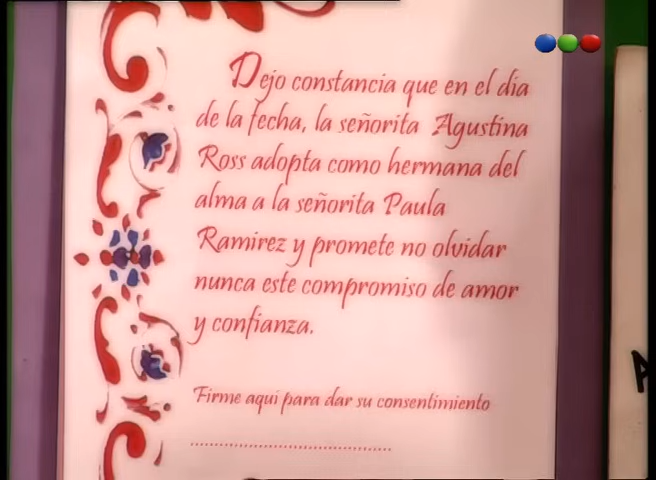 Dejo constancia que en el dia
de la fecha, la señorita Agustina
Ross adopta como hermana del
alma a la señorita Paula
Ramirez y promete no olvidar
nunca este compromiso de amor
y confianza.
Firme aqui para dar su consentimiento